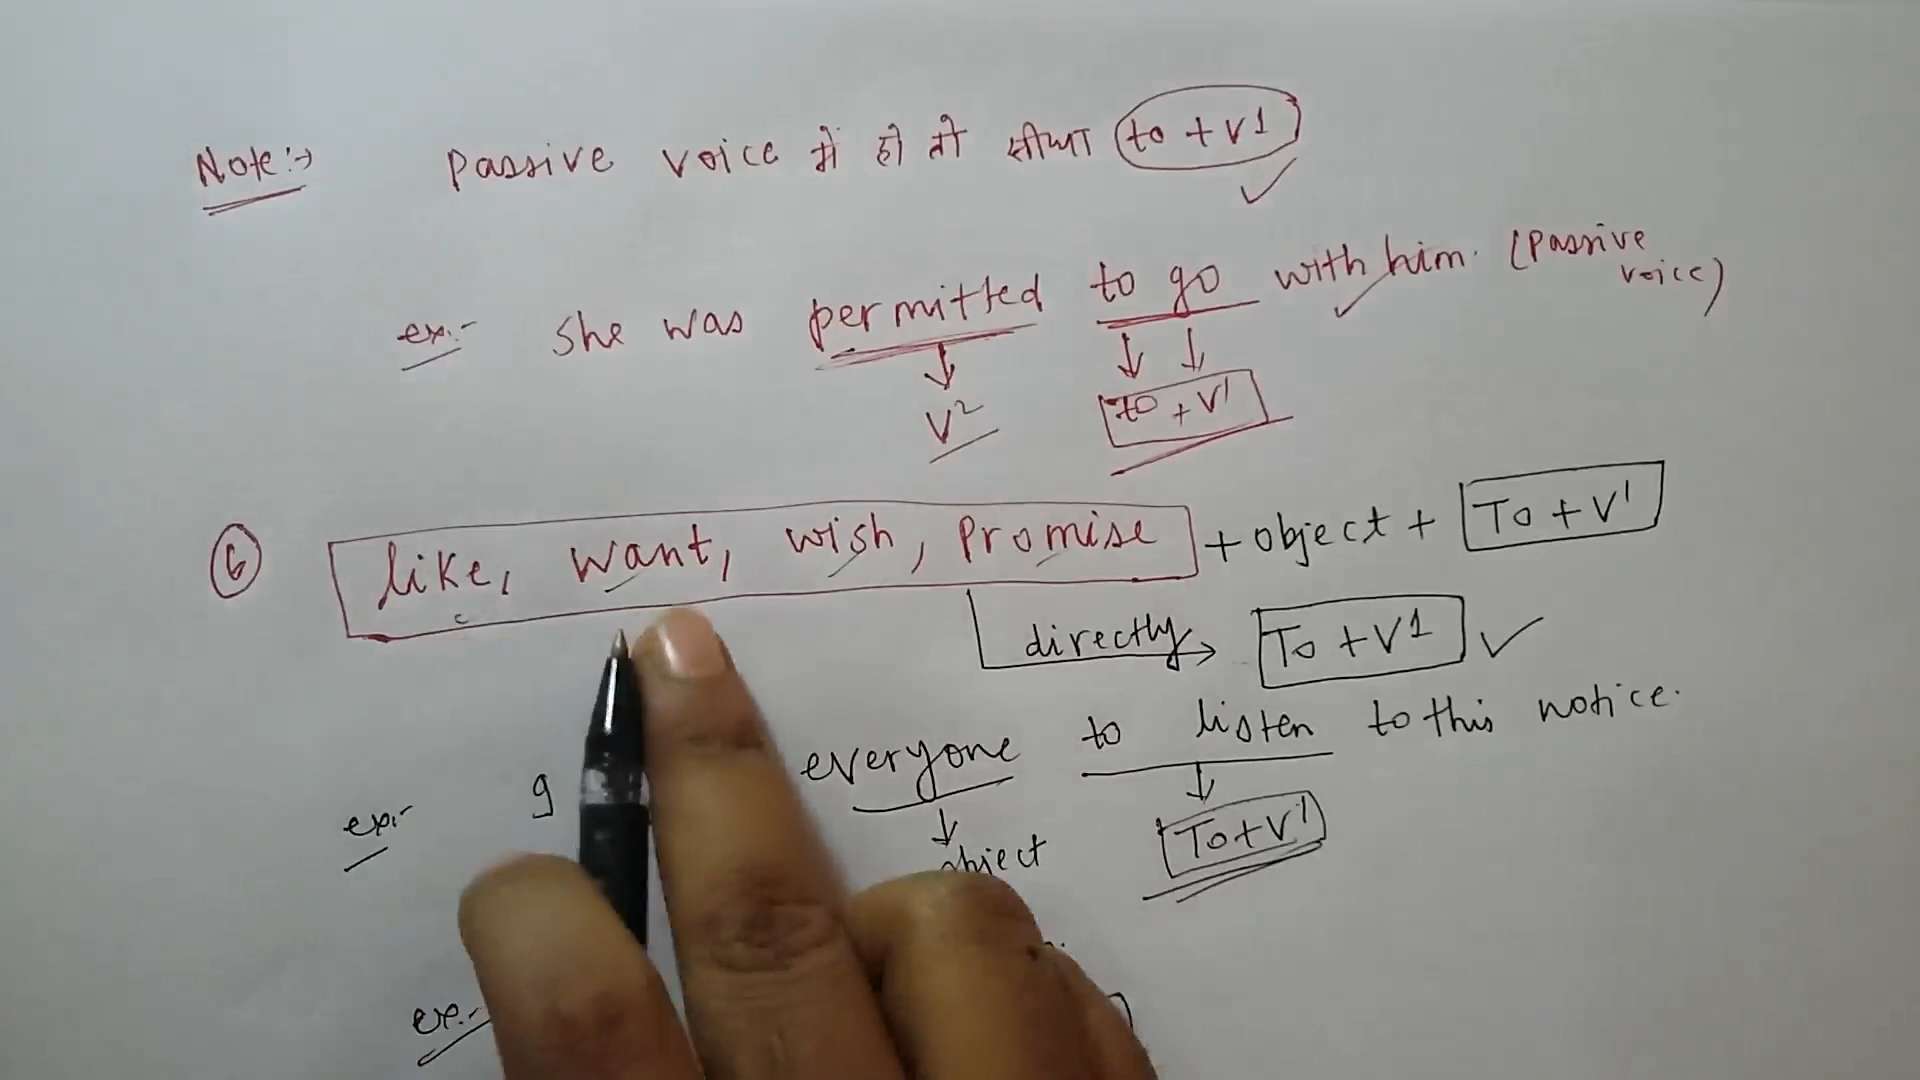 Note:→ Passive voice में हो तो सीधा to + V1
ex:- She was permitted to go with him. (Passive voice)
V2 to + V1
6 like, want, wish, promise + object + To + V1
directly → To + V1
ex:- everyone to listen to this notice.
object To + V1
ex:-